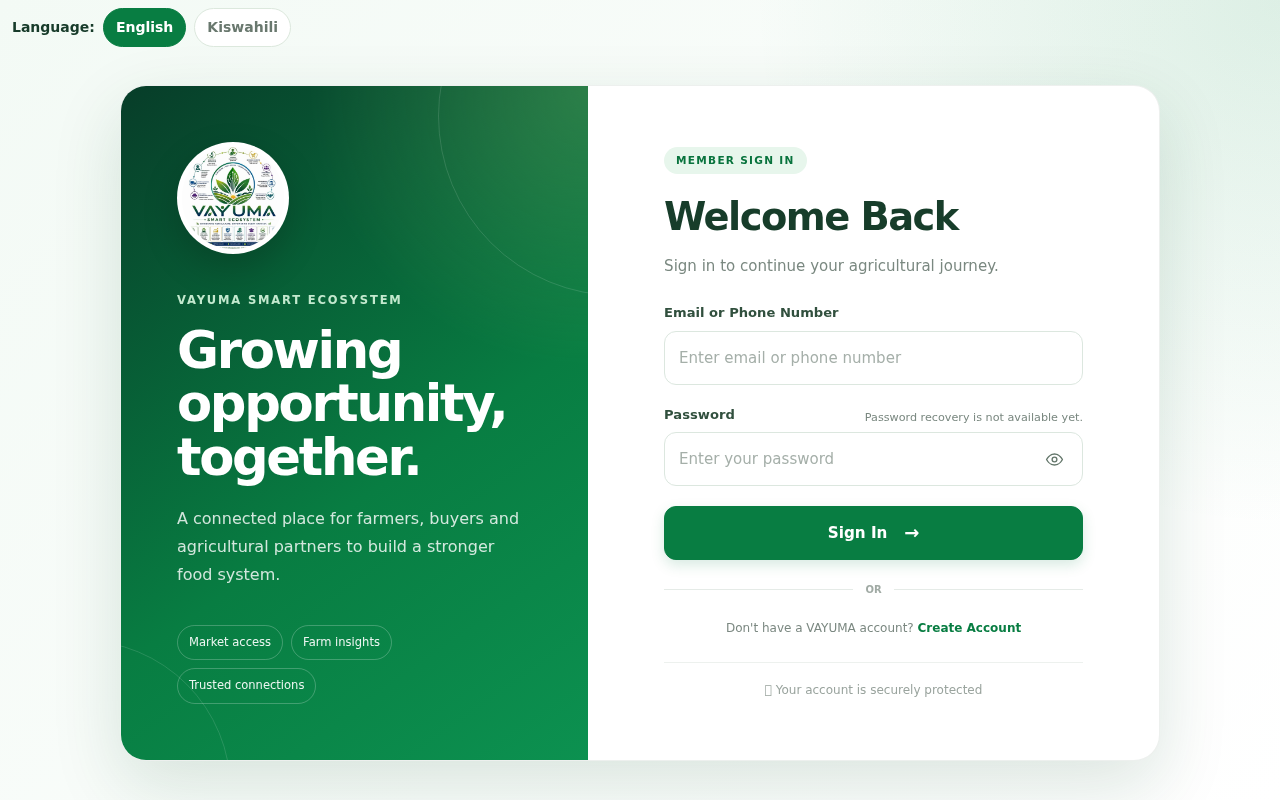 Language: English Kiswahili
VAYUMA
SMART ECOSYSTEM
VAYUMA SMART ECOSYSTEM
Growing
opportunity,
together.
A connected place for farmers, buyers and
agricultural partners to build a stronger
food system.
Market access Farm insights
Trusted connections
MEMBER SIGN IN
Welcome Back
Sign in to continue your agricultural journey.
Email or Phone Number
Enter email or phone number
Password Password recovery is not available yet.
Enter your password
Sign In →
OR
Don't have a VAYUMA account? Create Account
Your account is securely protected